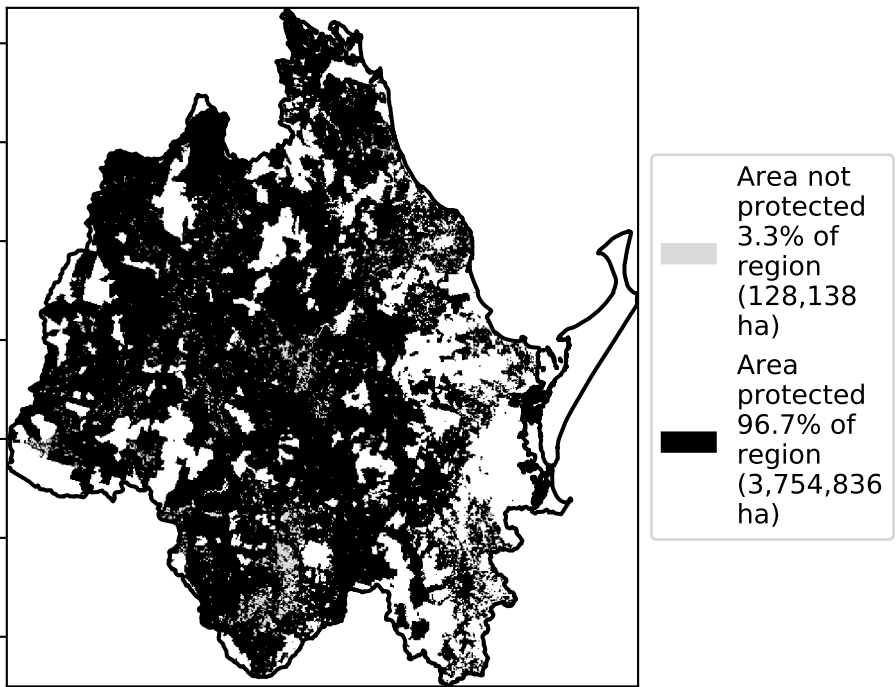 Area not
protected
3.3% of
region
(128,138
ha)
Area
protected
96.7% of
region
(3,754,836
ha)